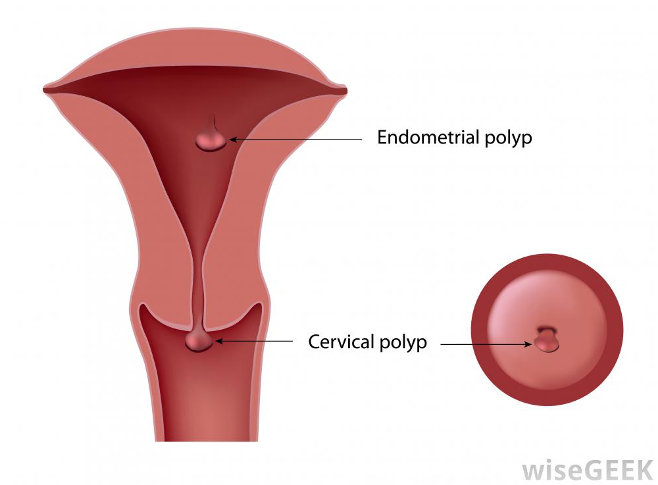 Endometrial polyp
Cervical polyp
wiseGEEK